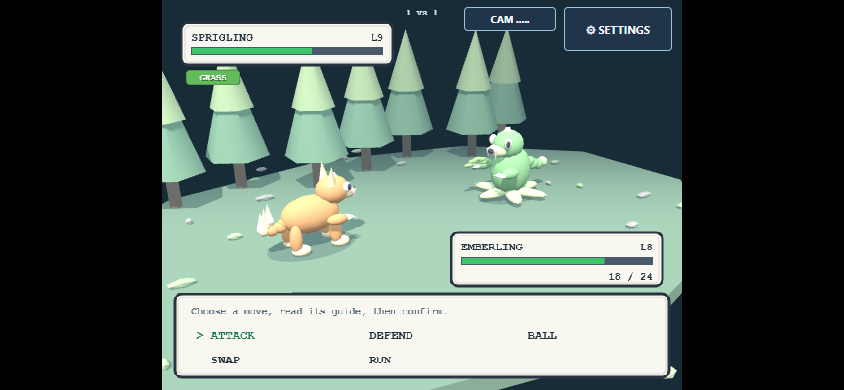 1 vs 1
CAM .....
⚙ SETTINGS
SPRIGLING L9
GRASS
EMBERLING L8
18 / 24
Choose a move, read its guide, then confirm.
> ATTACK DEFEND BALL
SWAP RUN